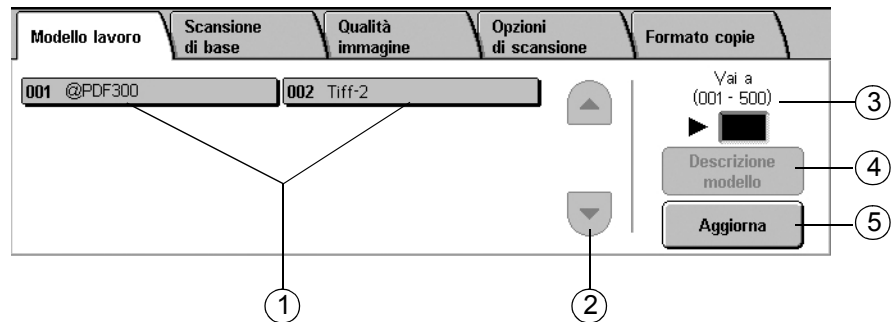 Modello lavoro
Scansione
di base
Qualità
immagine
Opzioni
di scansione
Formato copie
001 @PDF300
002 Tiff-2
Vai a
(001 - 500)
Descrizione
modello
Aggiorna
3
4
5
1
2